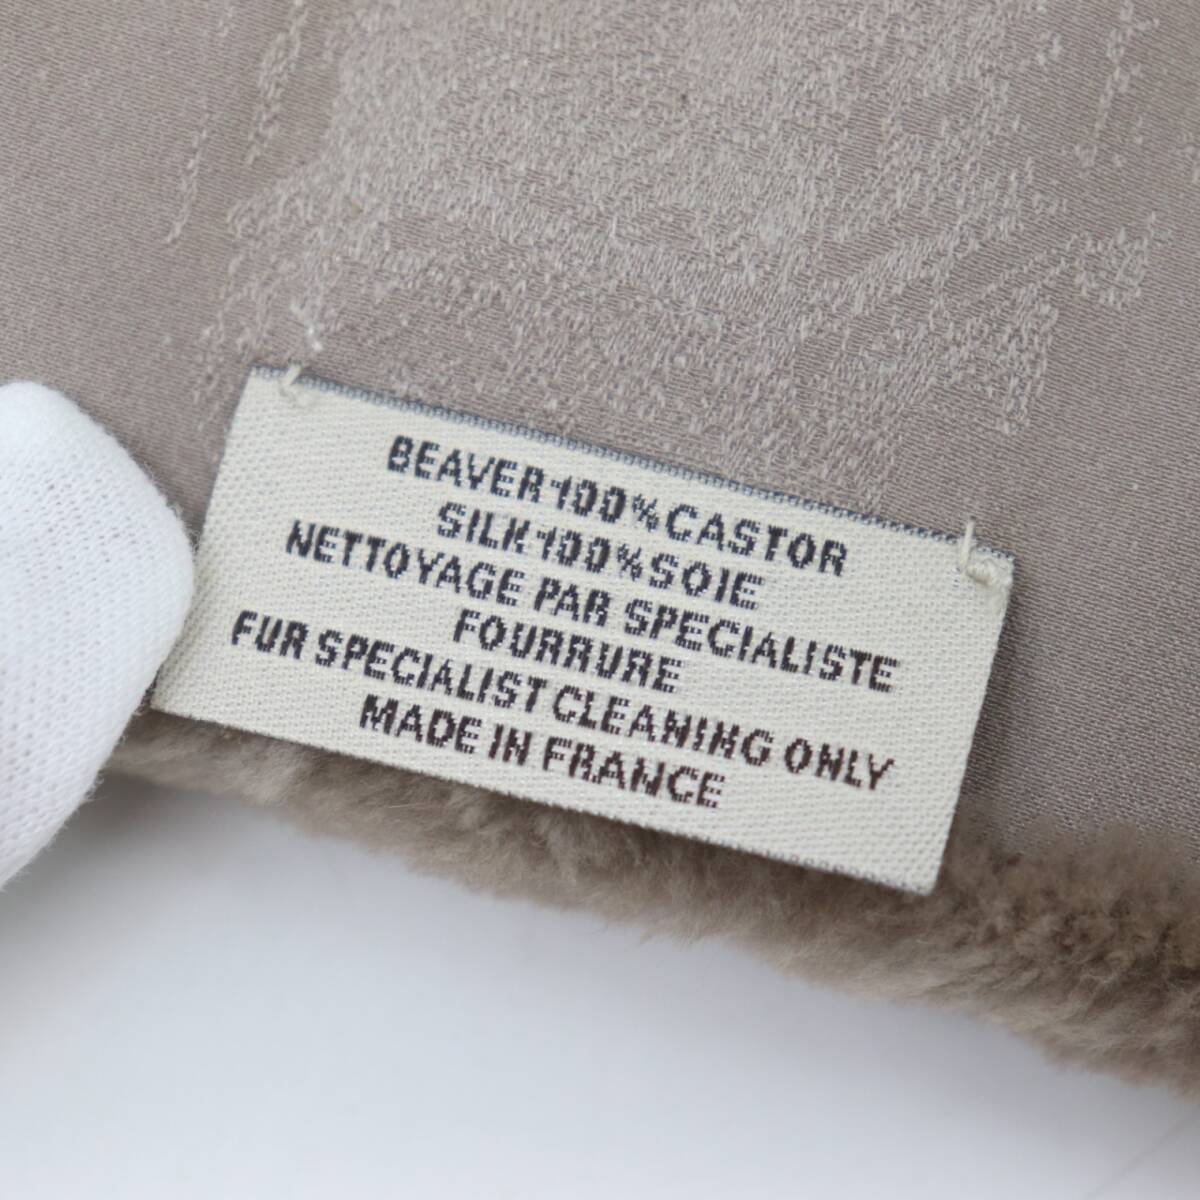 BEAVER 100% CASTOR
SILK 100% SOIE
NETTOYAGE PAR SPECIALISTE
FOURRURE
FUR SPECIALIST CLEANING ONLY
MADE IN FRANCE